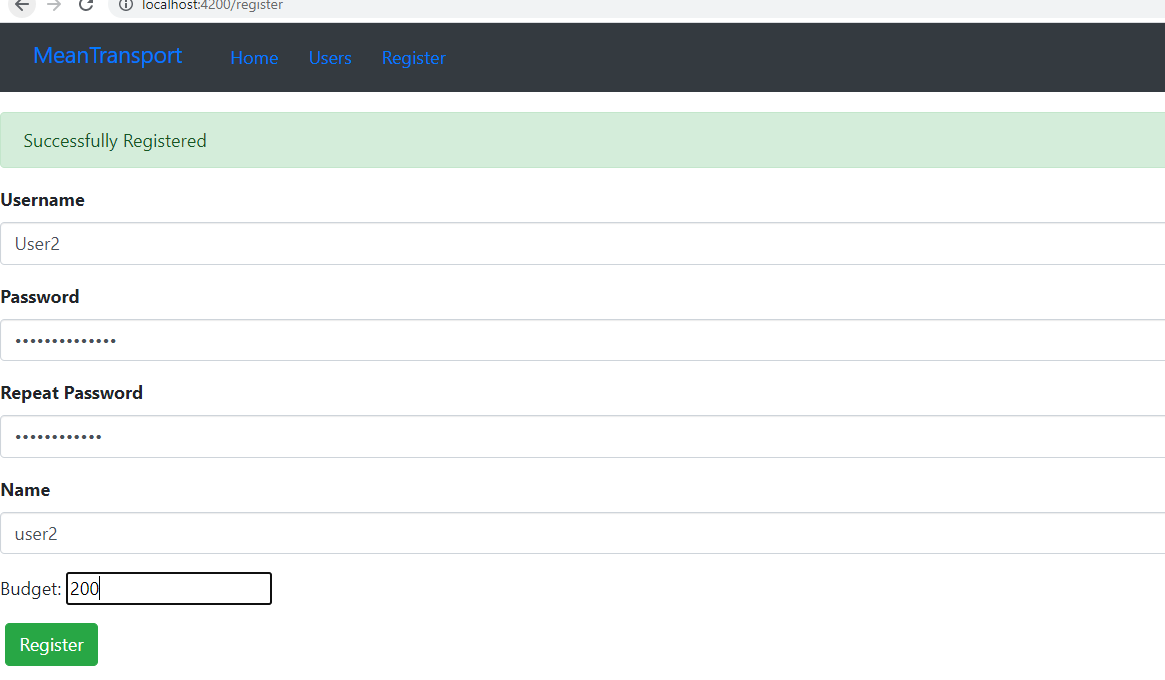 localhost:4200/register
MeanTransport Home Users Register
Successfully Registered
Username
User2
Password
••••••••••••••
Repeat Password
••••••••••••
Name
user2
Budget: 200
Register